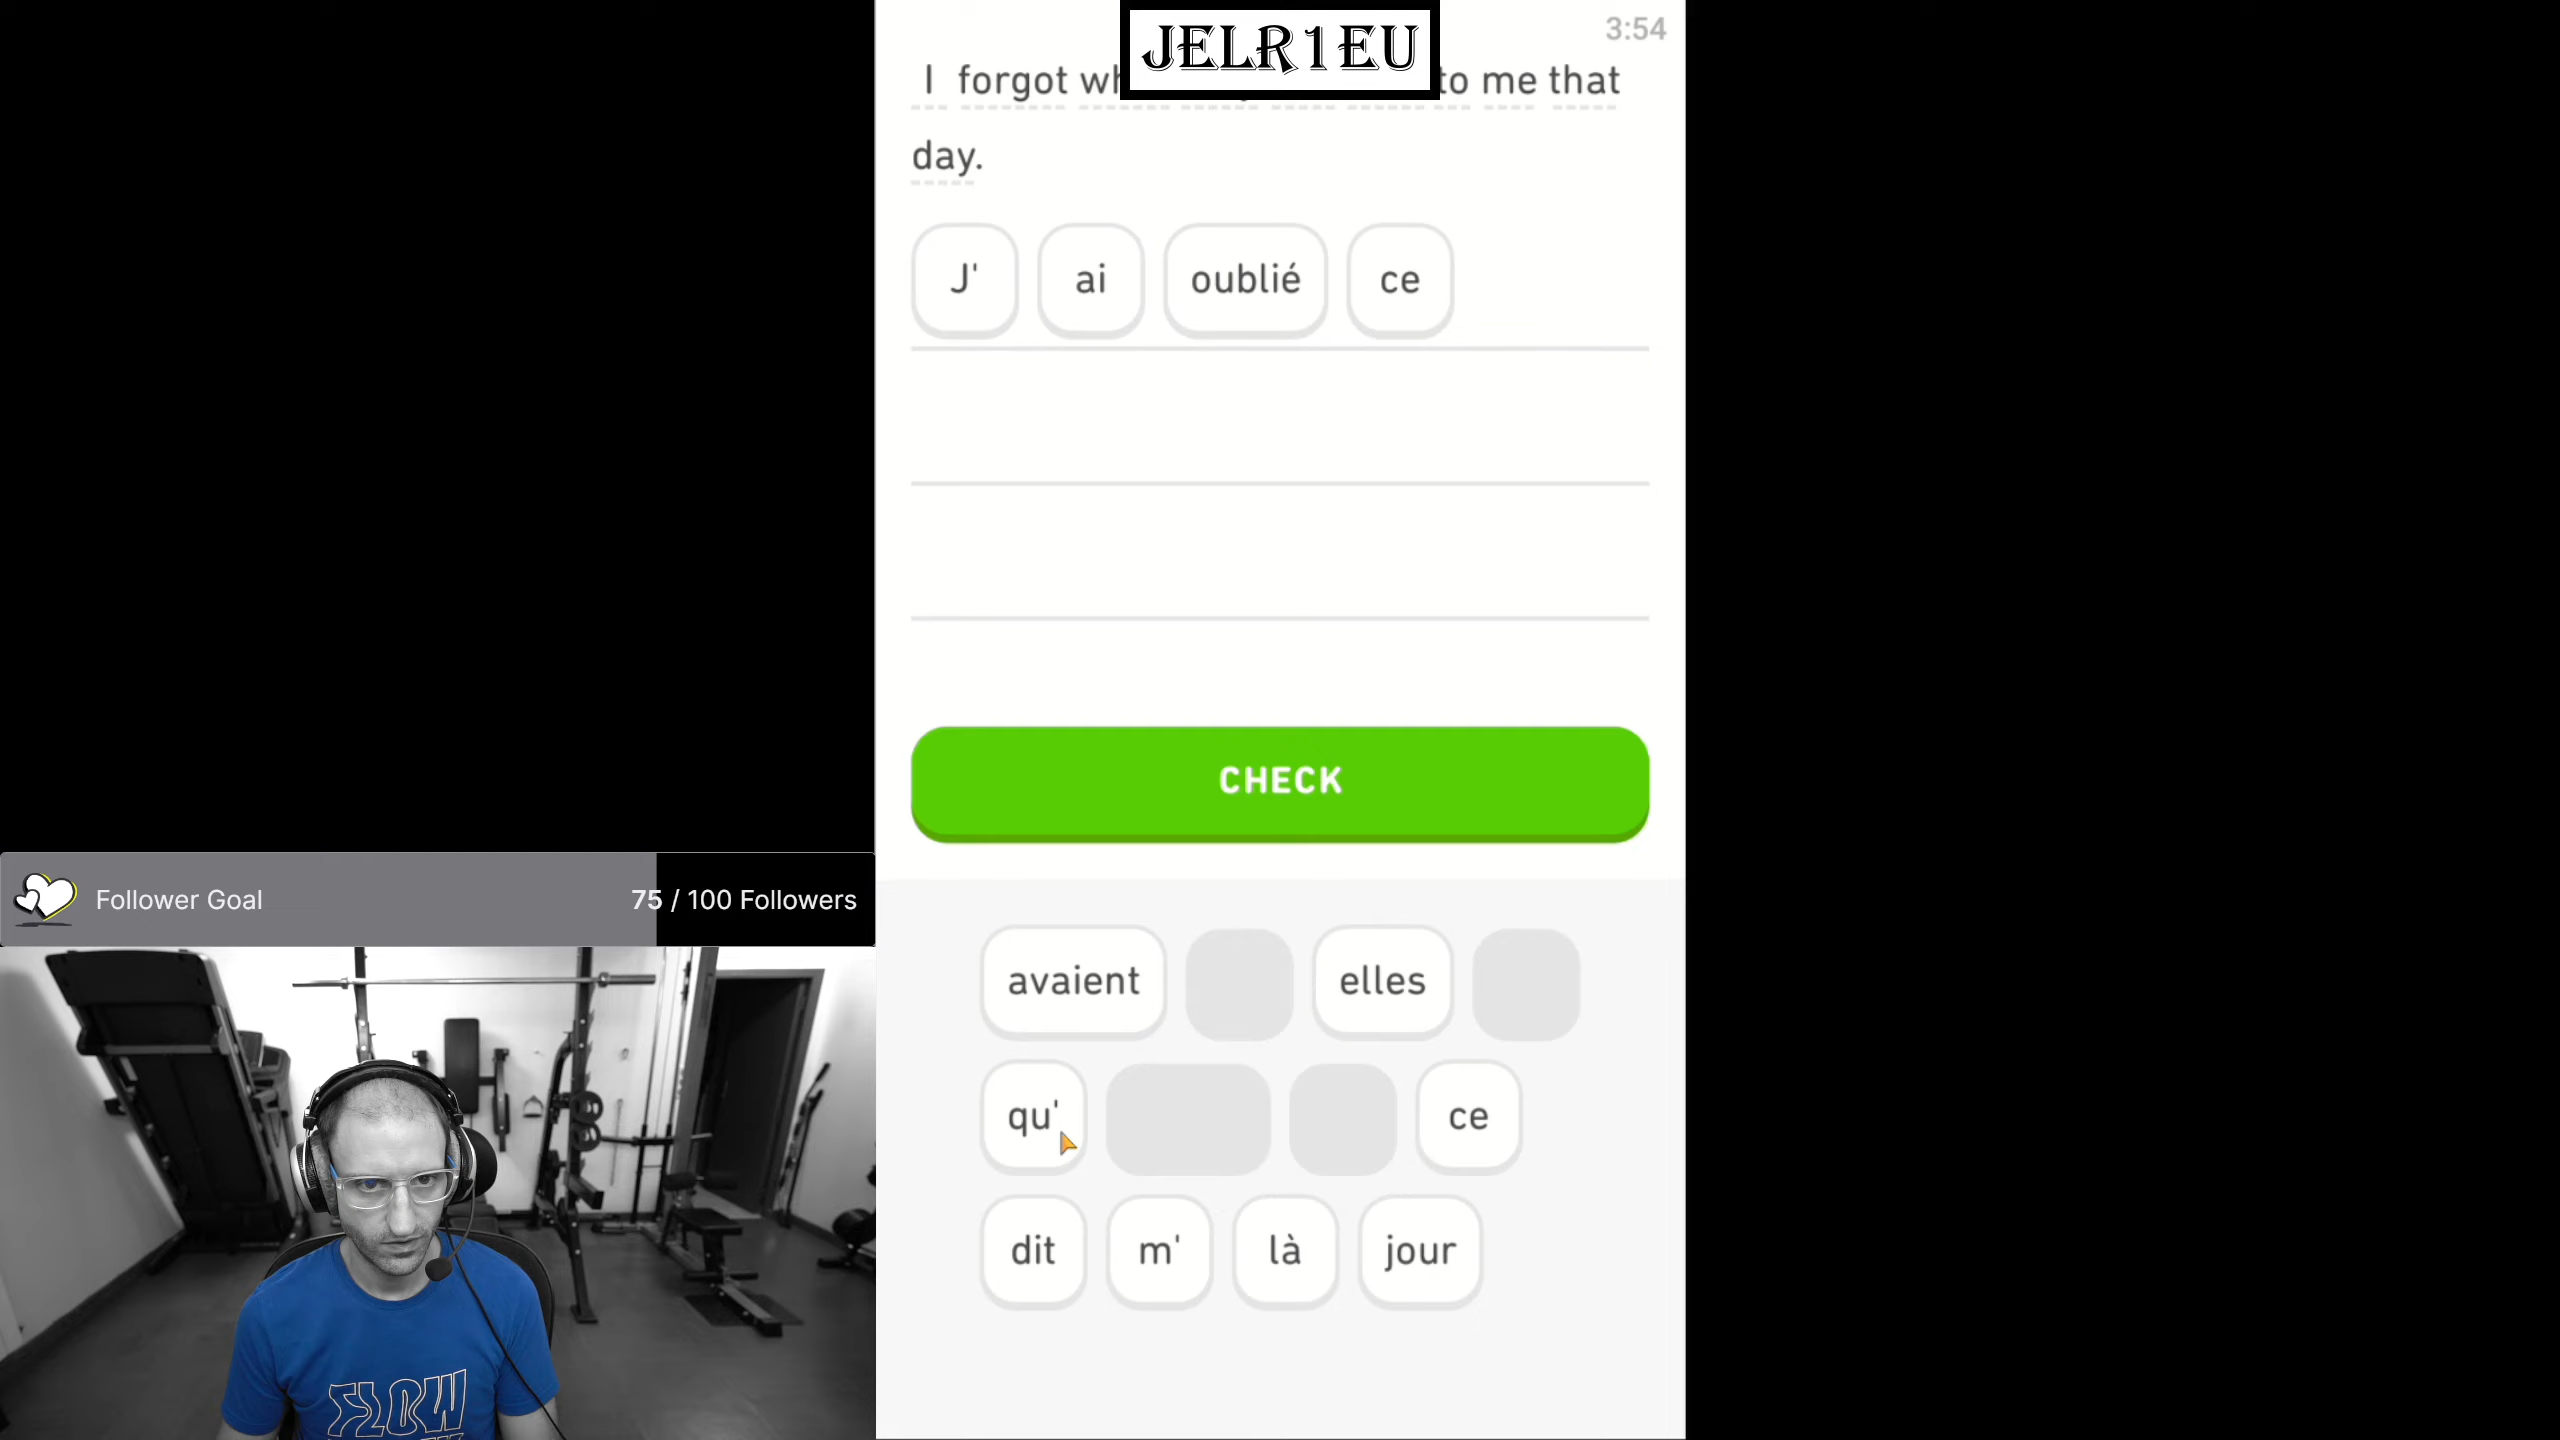 JELR1EU
3:54
I forgot to me that
day.
J' ai oublié ce
CHECK
Follower Goal 75 / 100 Followers
avaient elles
qu' ce
dit m' là jour
FLOW